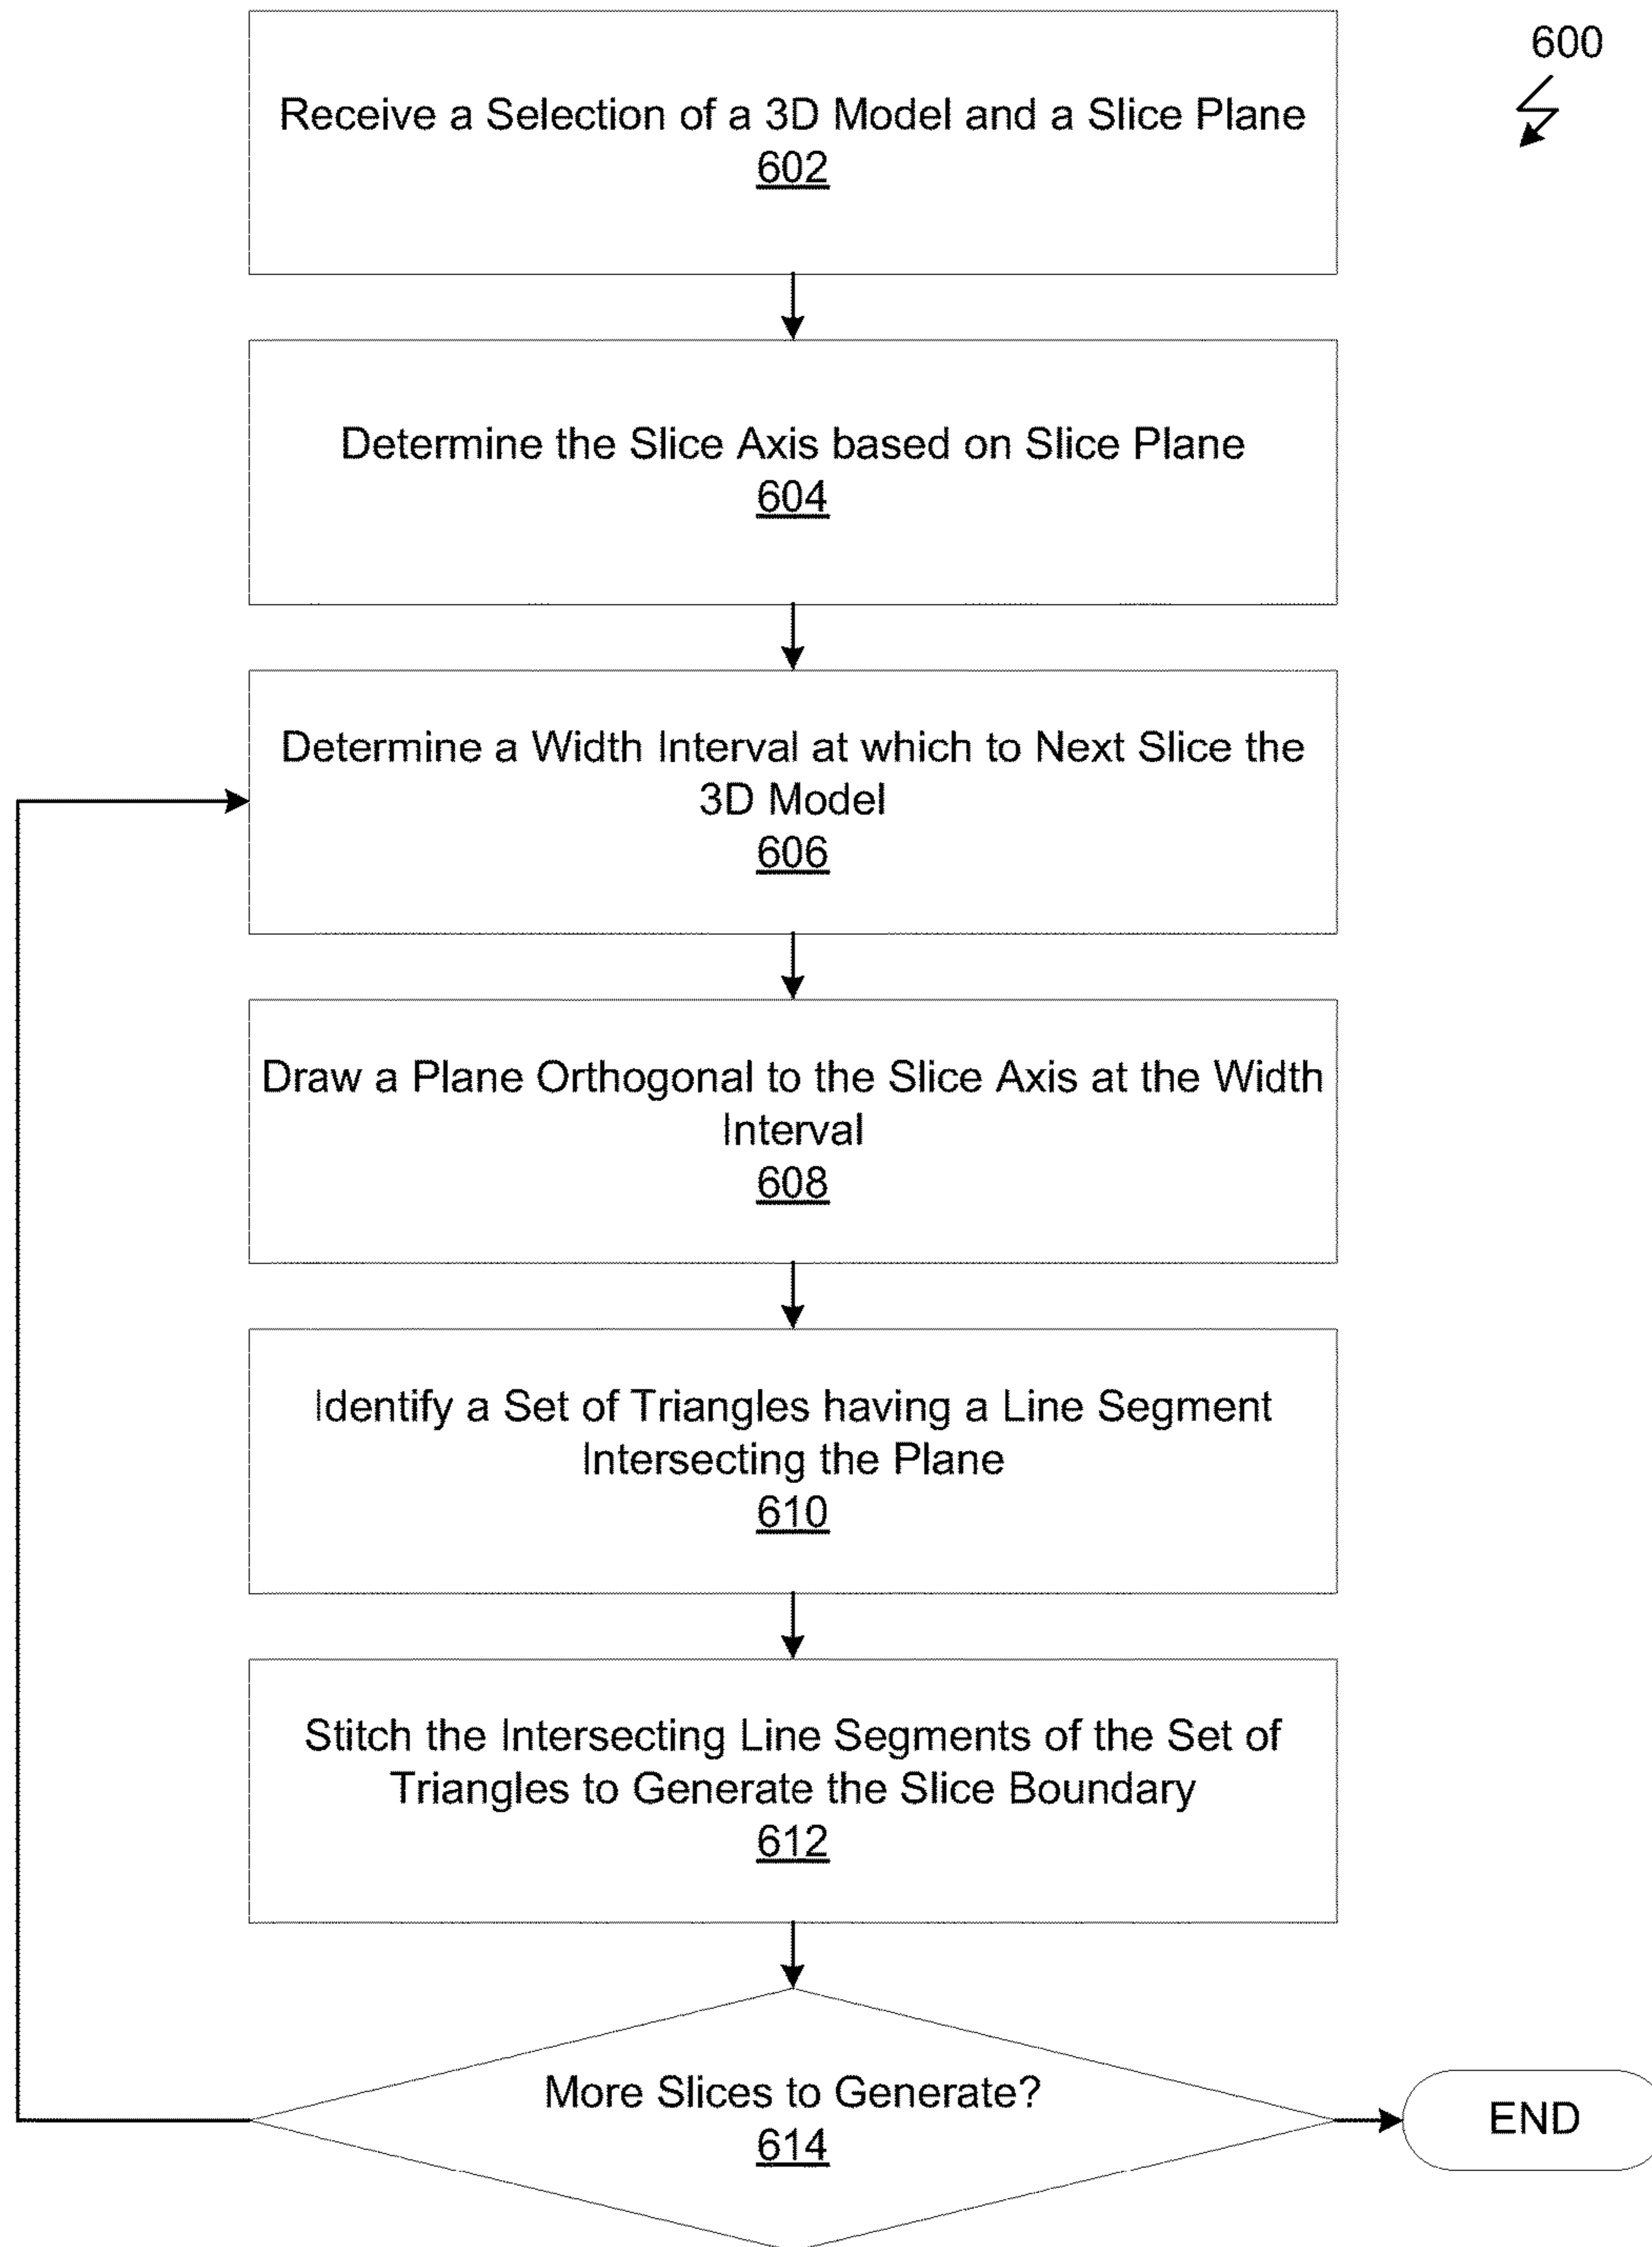 600
Receive a Selection of a 3D Model and a Slice Plane
602
Determine the Slice Axis based on Slice Plane
604
Determine a Width Interval at which to Next Slice the
3D Model
606
Draw a Plane Orthogonal to the Slice Axis at the Width
Interval
608
Identify a Set of Triangles having a Line Segment
Intersecting the Plane
610
Stitch the Intersecting Line Segments of the Set of
Triangles to Generate the Slice Boundary
612
More Slices to Generate?
614
END